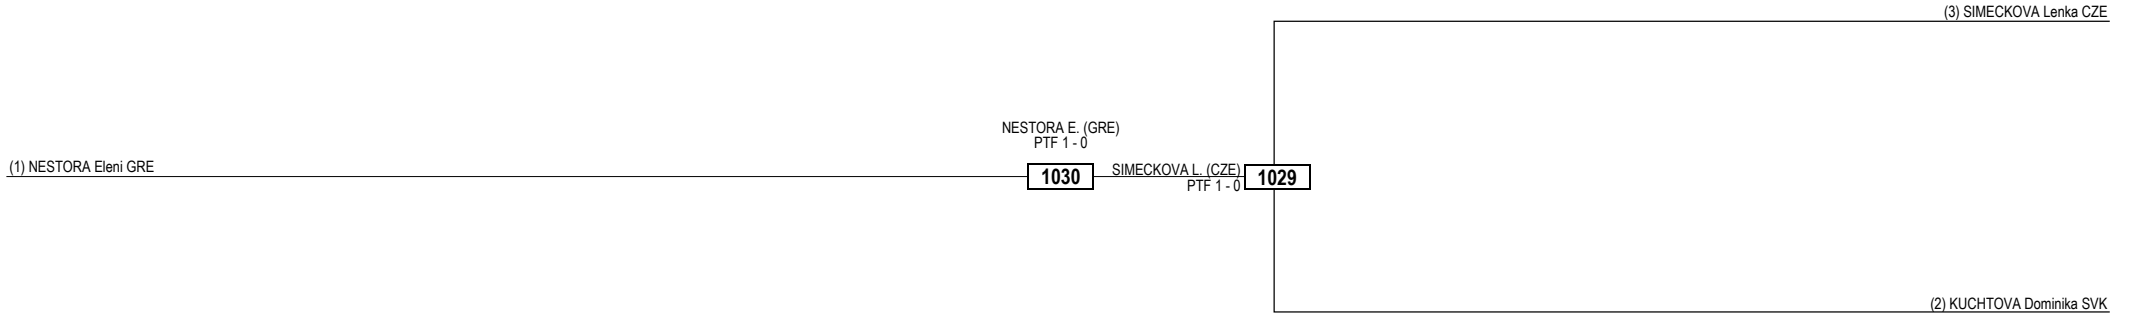 (3) SIMECKOVA Lenka CZE
NESTORA E. (GRE)
PTF 1 - 0
(1) NESTORA Eleni GRE
1030
SIMECKOVA L. (CZE)
PTF 1 - 0
1029
(2) KUCHTOVA Dominika SVK